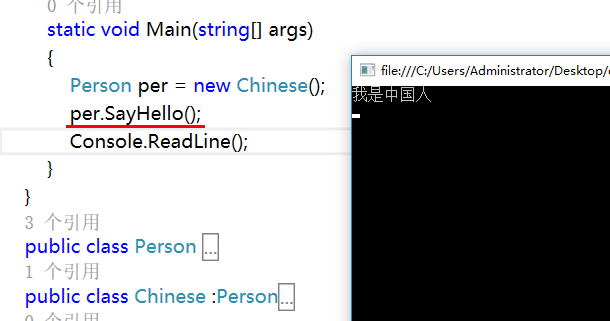 0 个引用
static void Main(string[] args)
{
Person per = new Chinese();
per.SayHello();
Console.ReadLine();
}
}
3 个引用
public class Person ...
1 个引用
public class Chinese :Person...
0 个引用
file:///C:/Users/Administrator/Desktop/
我是中国人